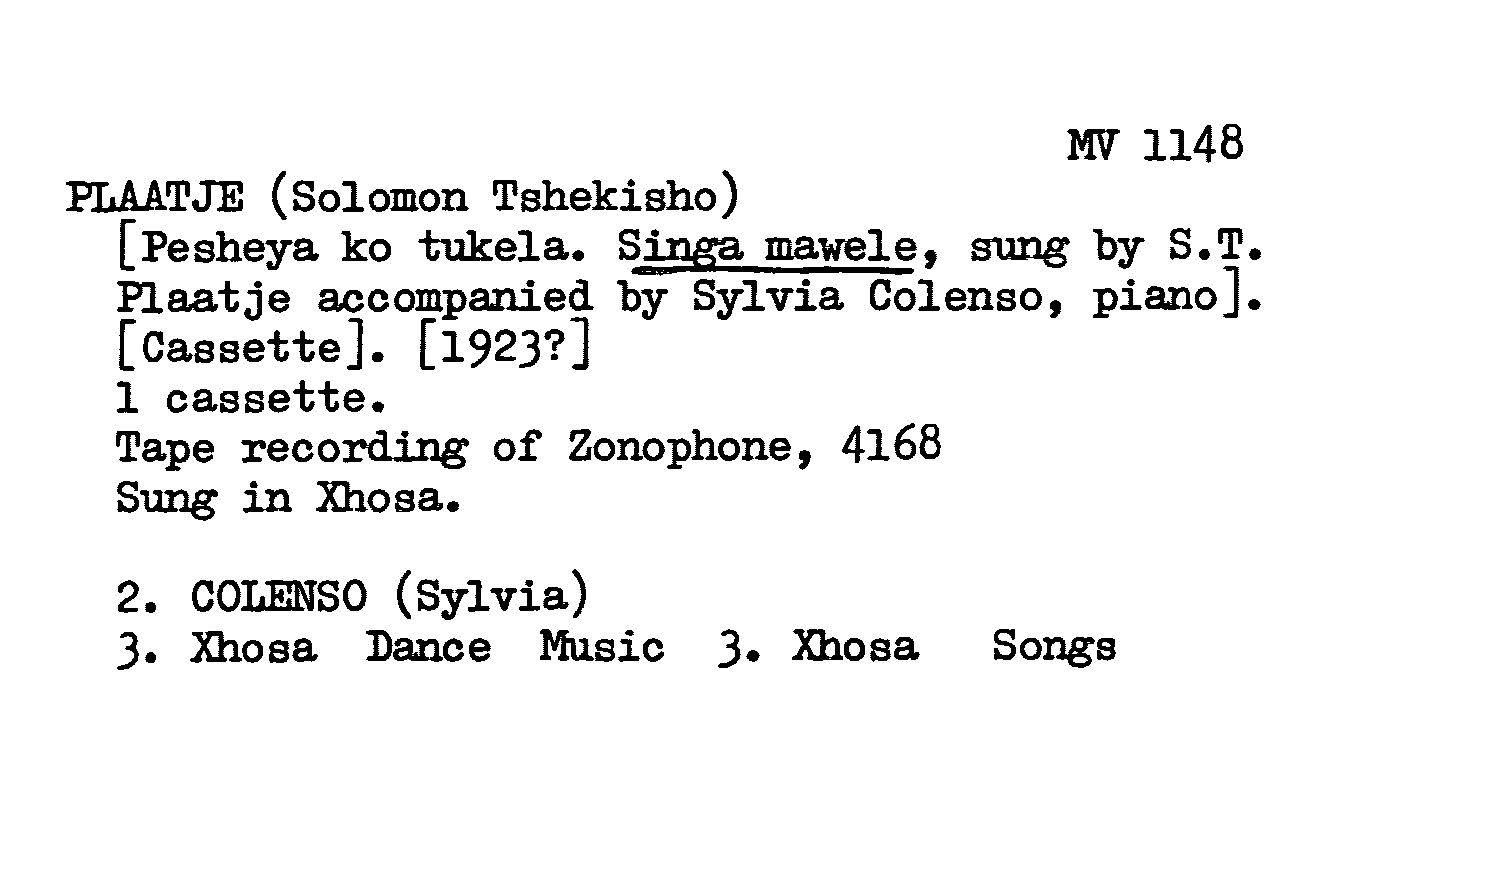 MV 1148
PLAATJE (Solomon Tshekisho)
[Pesheya ko tukela. Singa mawele, sung by S.T.
Plaatje accompanied by Sylvia Colenso, piano].
[Cassette]. [1923?]
1 cassette.
Tape recording of Zonophone, 4168
Sung in Xhosa.
2. COLENSO (Sylvia)
3. Xhosa Dance Music 3. Xhosa Songs